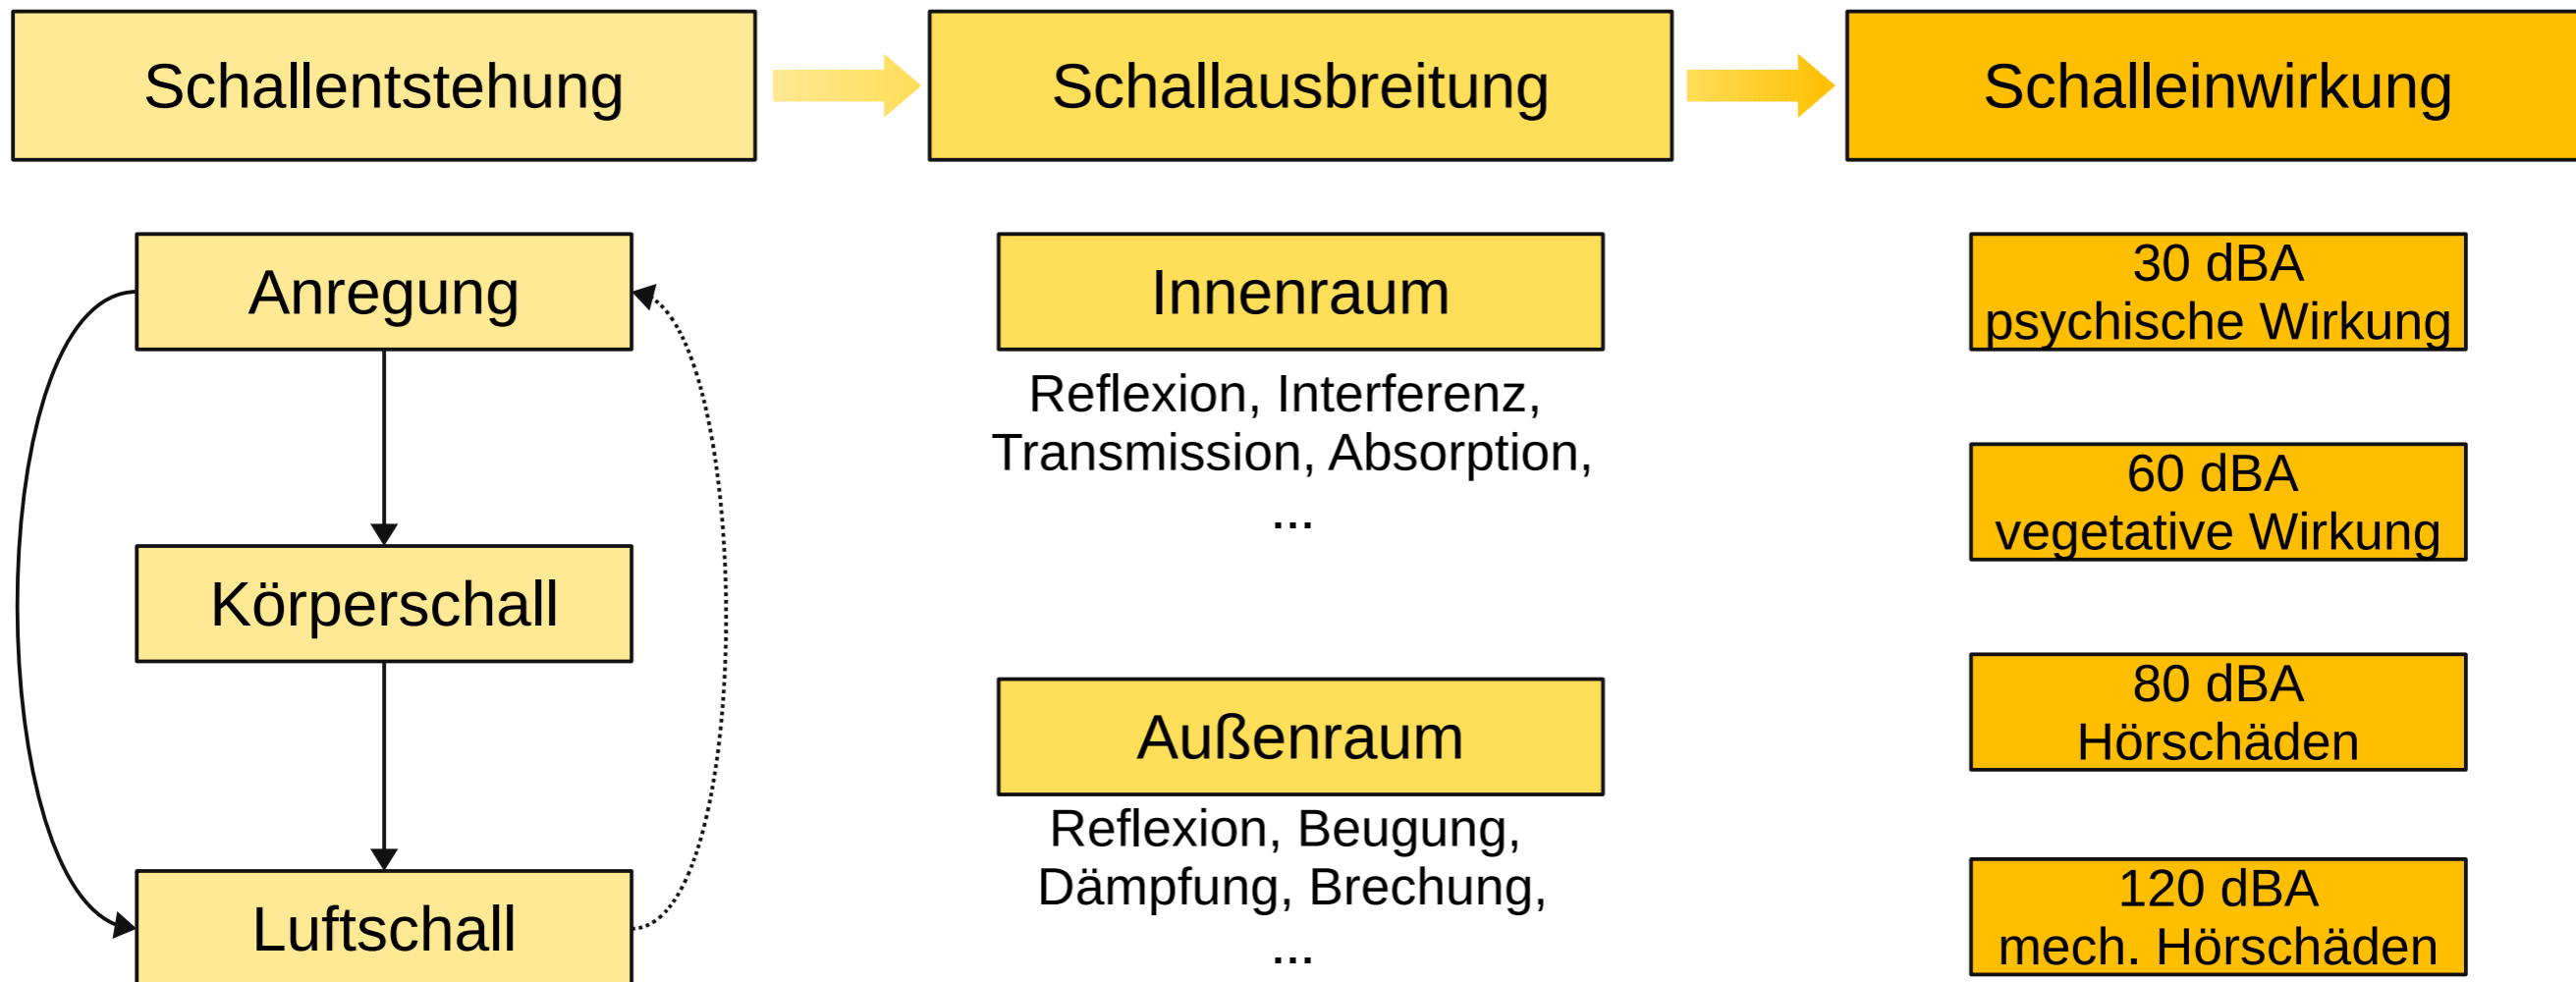 Schallentstehung
Schallausbreitung
Schalleinwirkung
Anregung
Körperschall
Luftschall
Innenraum
Reflexion, Interferenz,
Transmission, Absorption,
...
Außenraum
Reflexion, Beugung,
Dämpfung, Brechung,
...
30 dBA
psychische Wirkung
60 dBA
vegetative Wirkung
80 dBA
Hörschäden
120 dBA
mech. Hörschäden